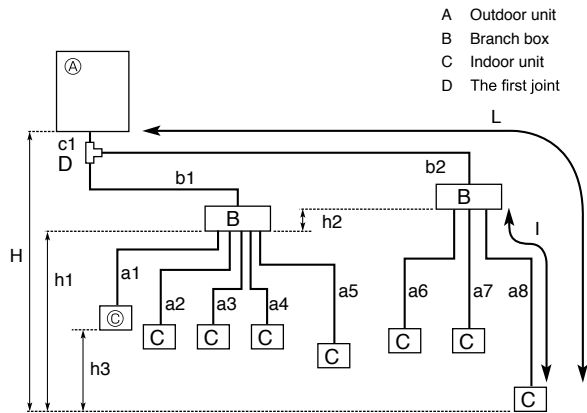 A Outdoor unit
B Branch box
C Indoor unit
D The first joint
Ⓐ
L
c1
D
b2
b1
B
B
h2
I
H
h1
a1
a2
a3
a4
a5
a6
a7
a8
Ⓒ
C
C
C
C
C
C
h3
C